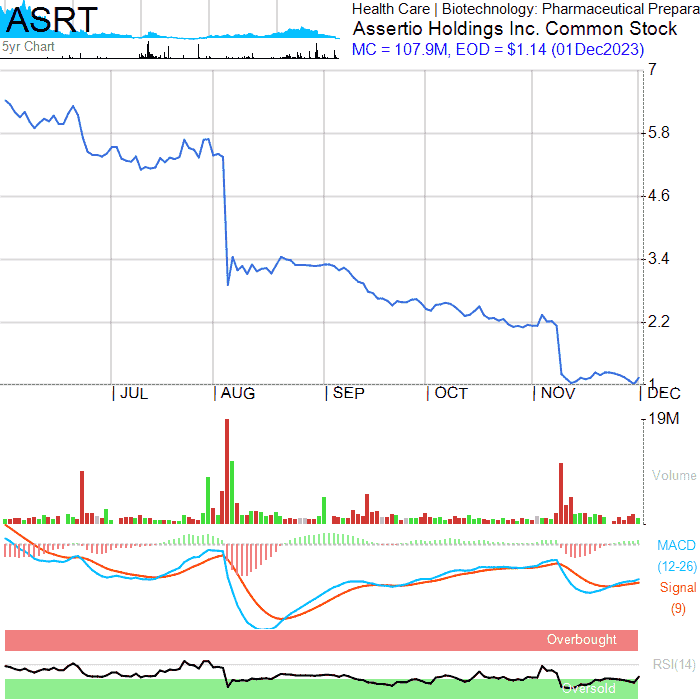 ASRT
5yr Chart
Health Care | Biotechnology: Pharmaceutical Prepara
Assertio Holdings Inc. Common Stock
MC = 107.9M, EOD = $1.14 (01Dec2023)
7
5.8
4.6
3.4
2.2
1
JUL
AUG
SEP
OCT
NOV
DEC
19M
Volume
MACD
(12-26)
Signal
(9)
Overbought
RSI(14)
Oversold